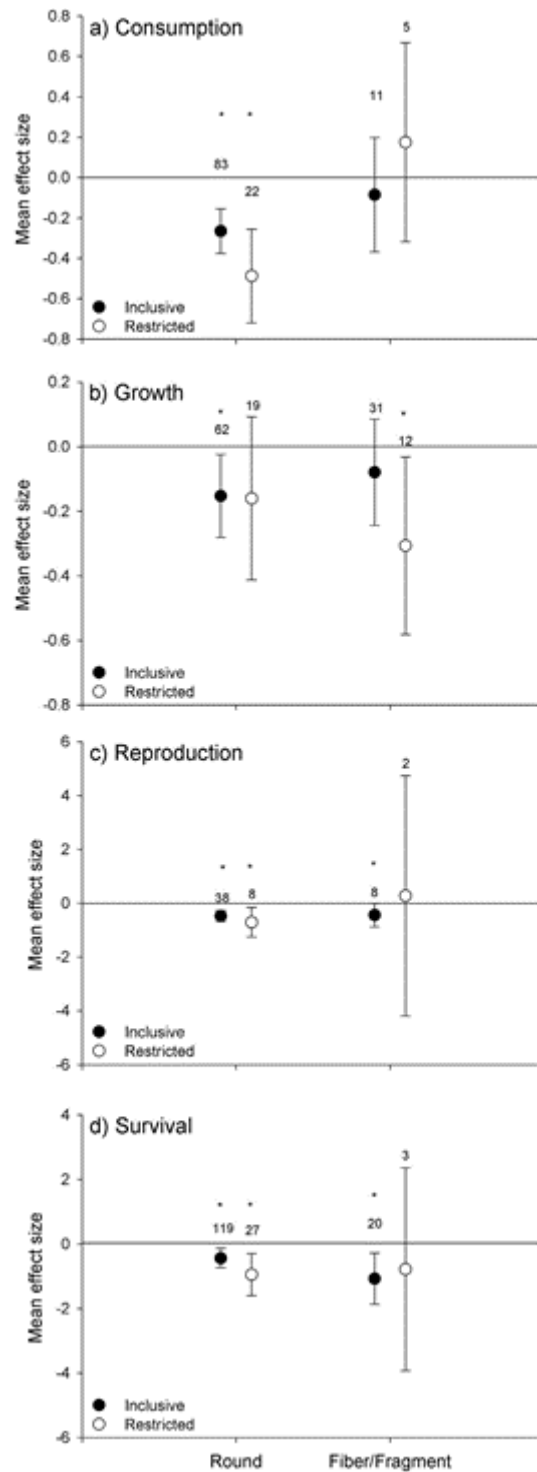 a) Consumption
0.8
0.6
0.4
0.2
0.0
-0.2
-0.4
-0.6
-0.8
Mean effect size
* *
83
22
11
5
Inclusive
Restricted
b) Growth
0.2
0.0
-0.2
-0.4
-0.6
-0.8
Mean effect size
*
62
19
31
*
12
Inclusive
Restricted
c) Reproduction
6
4
2
0
-2
-4
-6
Mean effect size
* * *
38
8
8
2
Inclusive
Restricted
d) Survival
4
2
0
-2
-4
-6
Mean effect size
* * *
119
27
20
3
Inclusive
Restricted
Round Fiber/Fragment